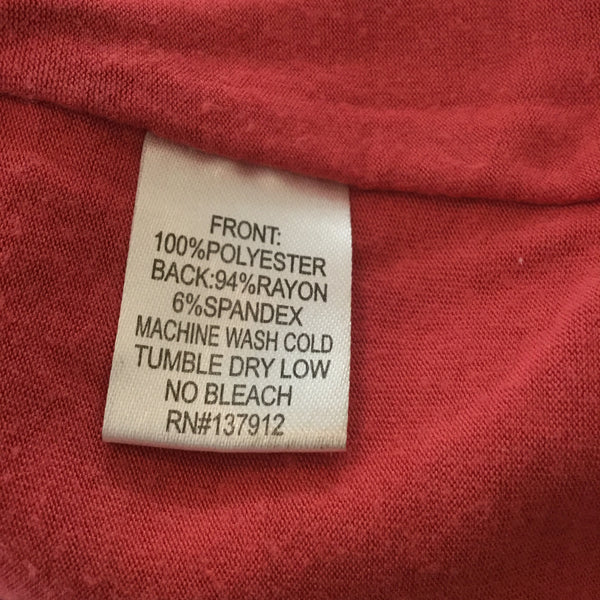 FRONT:
100%POLYESTER
BACK:94%RAYON
6%SPANDEX
MACHINE WASH COLD
TUMBLE DRY LOW
NO BLEACH
RN#137912